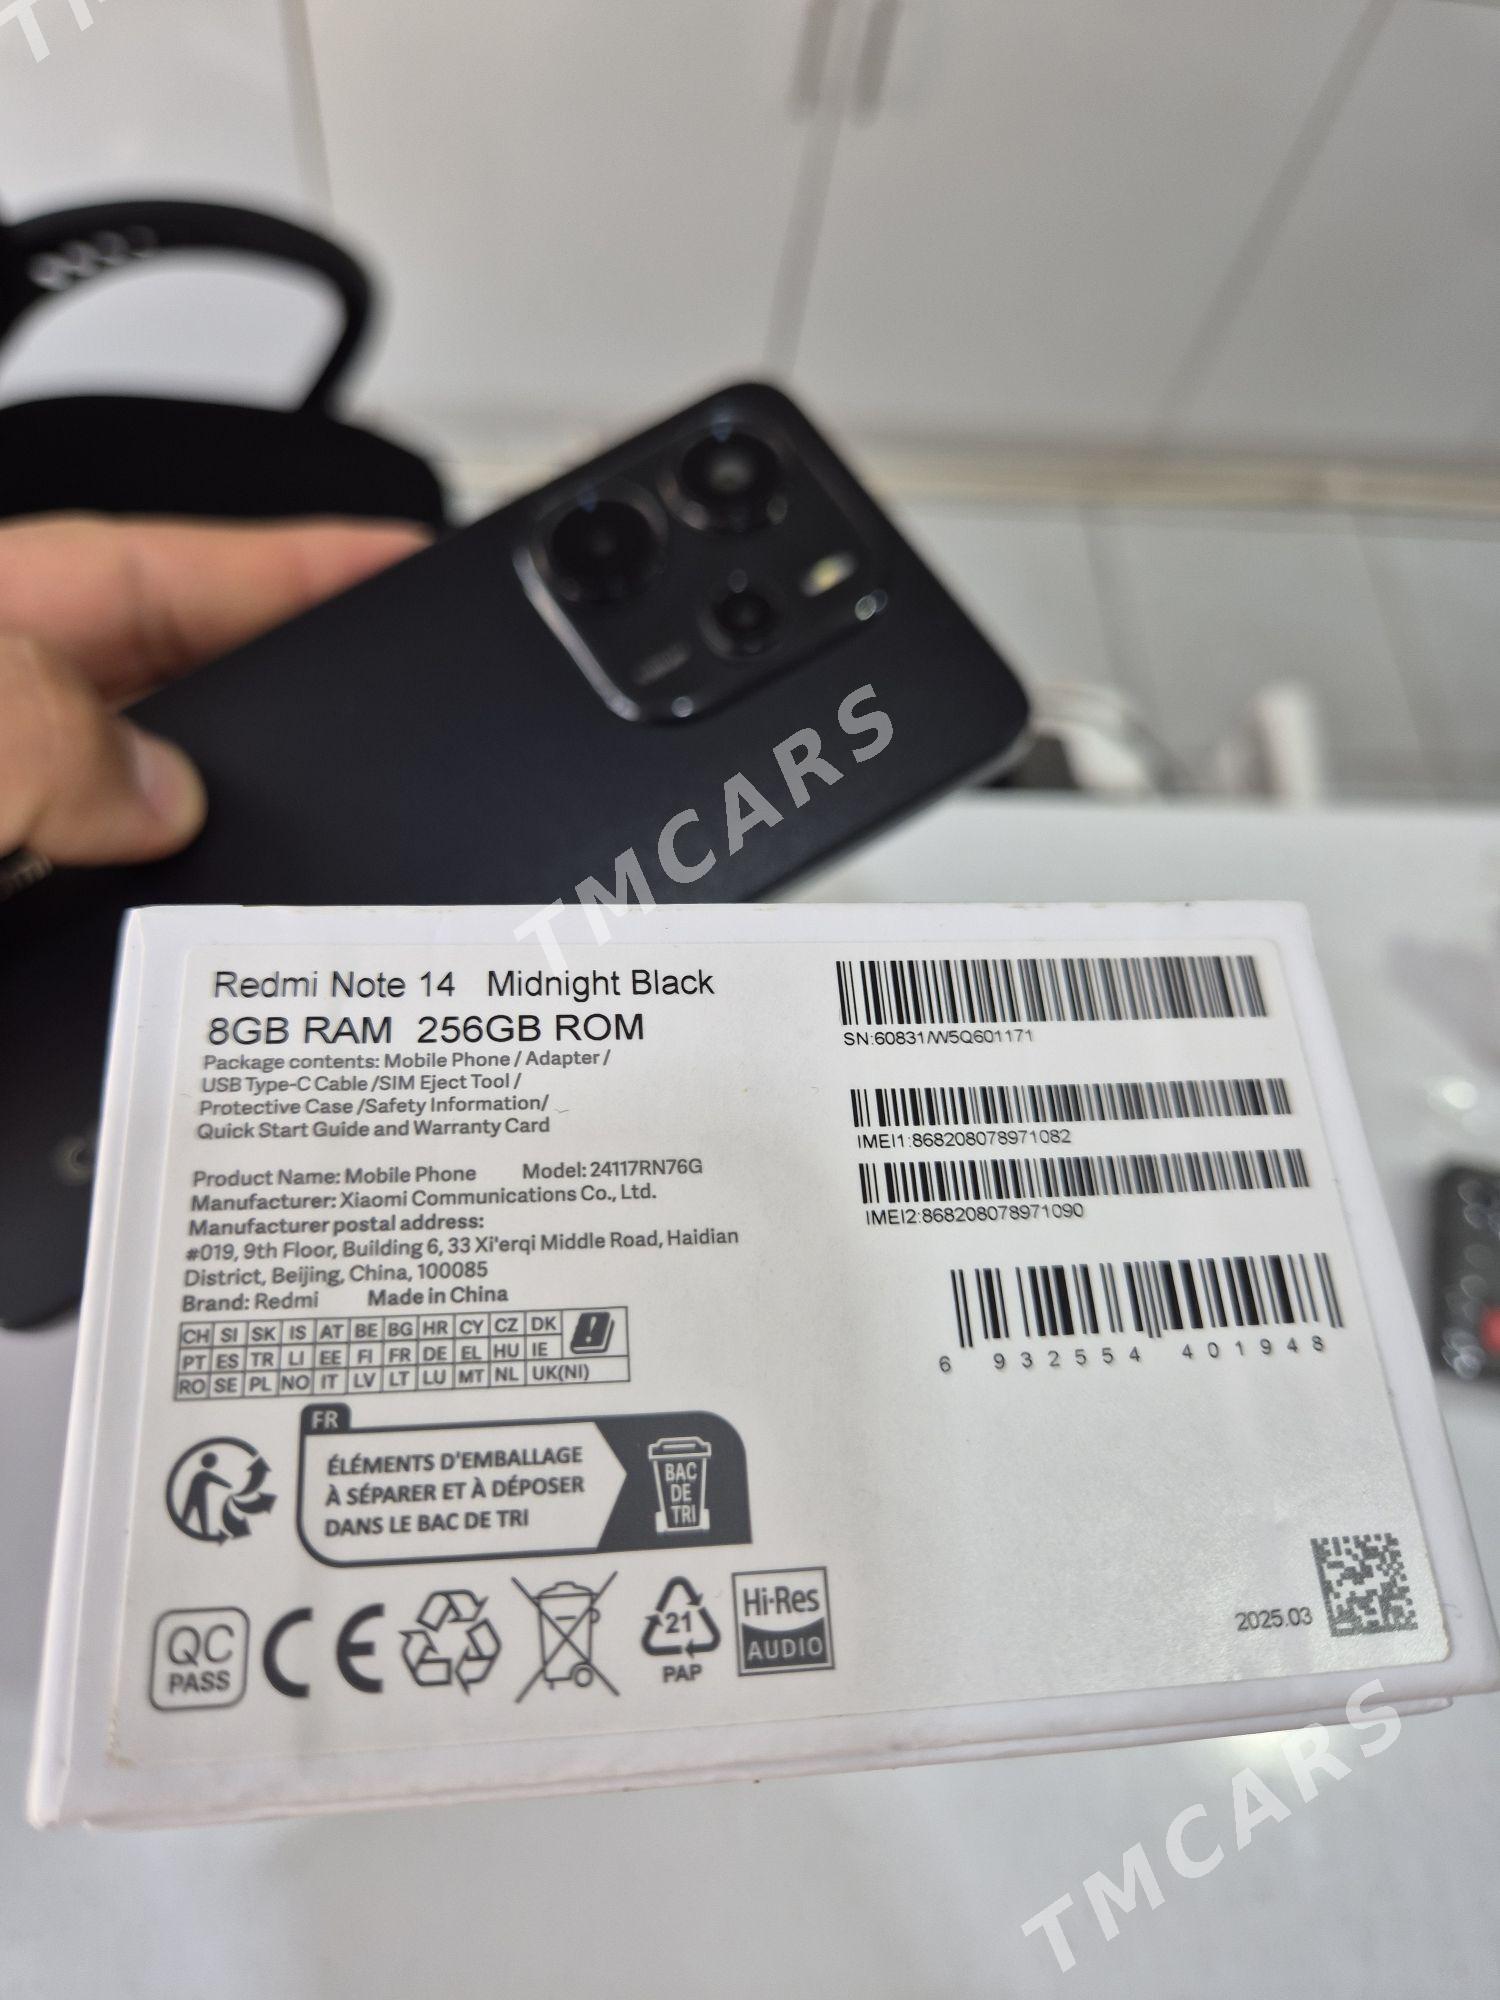 TMCARS
Redmi Note 14 Midnight Black
8GB RAM 256GB ROM
Package contents: Mobile Phone / Adapter /
USB Type-C Cable /SIM Eject Tool /
Protective Case /Safety Information/
Quick Start Guide and Warranty Card
Product Name: Mobile Phone Model: 24117RN76G
Manufacturer: Xiaomi Communications Co., Ltd.
Manufacturer postal address:
#019, 9th Floor, Building 6, 33 Xi'erqi Middle Road, Haidian
District, Beijing, China, 100085
Brand: Redmi Made in China
CH SI SK IS AT BE BG HR CY CZ DK
PT ES TR LI EE FI FR DE EL HU IE
RO SE PL NO IT LV LT LU MT NL UK(NI)
SN:60831/W5Q601171
IMEI1:868208078971082
IMEI2:868208078971090
6 932554 401948
FR
ÉLÉMENTS D'EMBALLAGE
À SÉPARER ET À DÉPOSER
DANS LE BAC DE TRI
BAC
DE
TRI
QC
PASS
CE
21
PAP
Hi-Res
AUDIO
2025.03
TMCARS